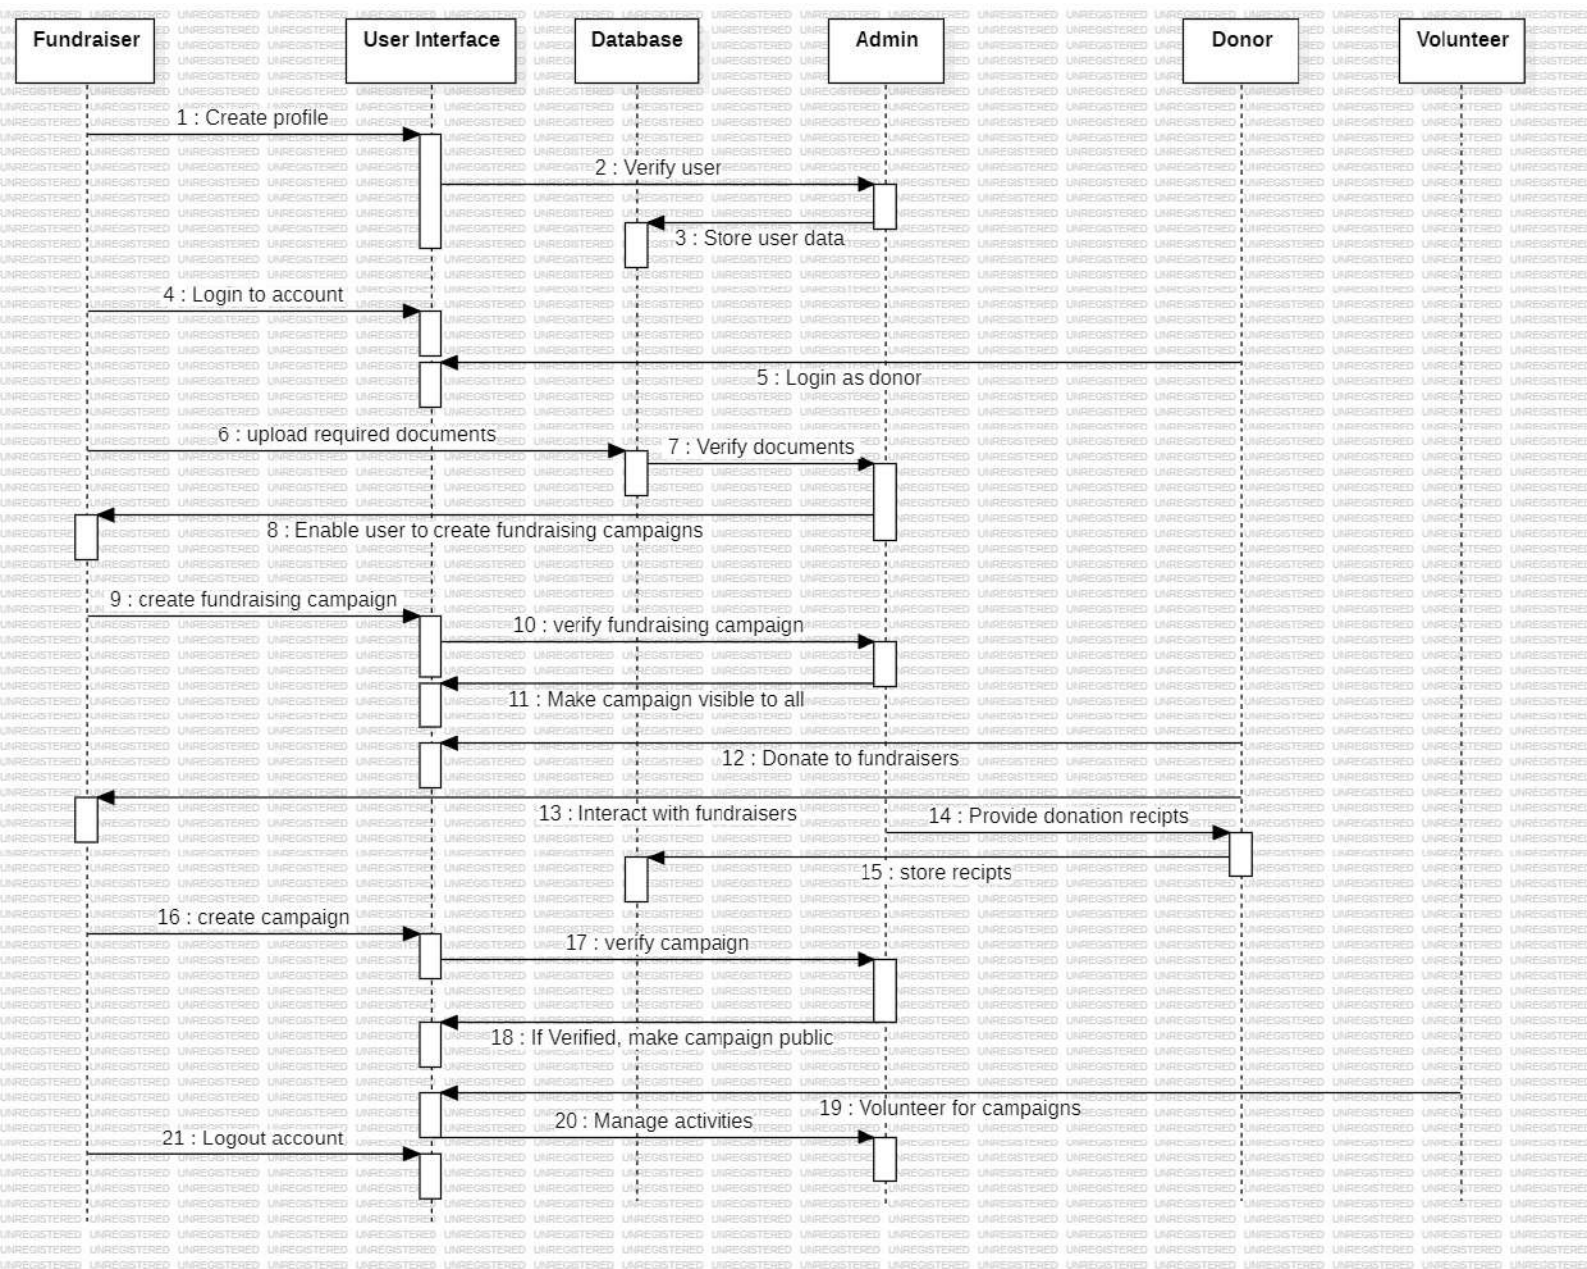 Fundraiser
User Interface
Database
Admin
Donor
Volunteer
1 : Create profile
2 : Verify user
3 : Store user data
4 : Login to account
5 : Login as donor
6 : upload required documents
7 : Verify documents
8 : Enable user to create fundraising campaigns
9 : create fundraising campaign
10 : verify fundraising campaign
11 : Make campaign visible to all
12 : Donate to fundraisers
13 : Interact with fundraisers
14 : Provide donation recipts
15 : store recipts
16 : create campaign
17 : verify campaign
18 : If Verified, make campaign public
19 : Volunteer for campaigns
20 : Manage activities
21 : Logout account
UNREGISTERED